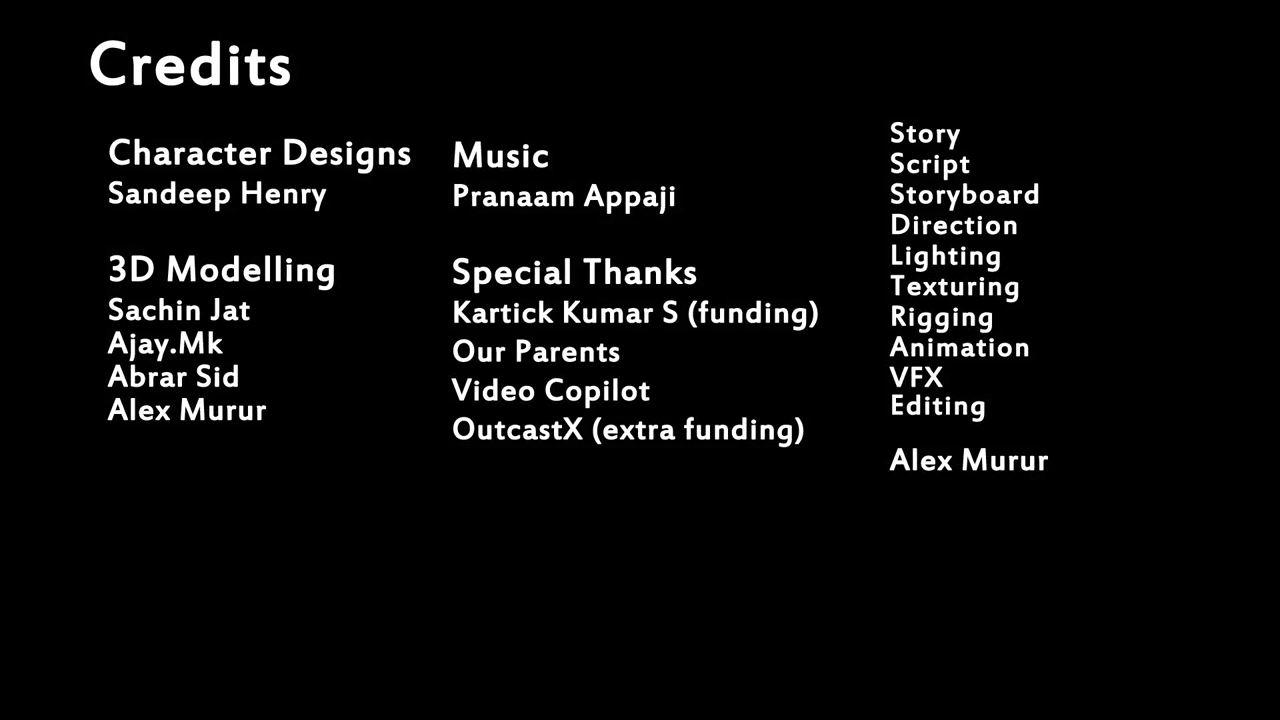 Credits
Character Designs
Sandeep Henry
3D Modelling
Sachin Jat
Ajay.Mk
Abrar Sid
Alex Murur
Music
Pranaam Appaji
Special Thanks
Kartick Kumar S (funding)
Our Parents
Video Copilot
OutcastX (extra funding)
Story
Script
Storyboard
Direction
Lighting
Texturing
Rigging
Animation
VFX
Editing
Alex Murur